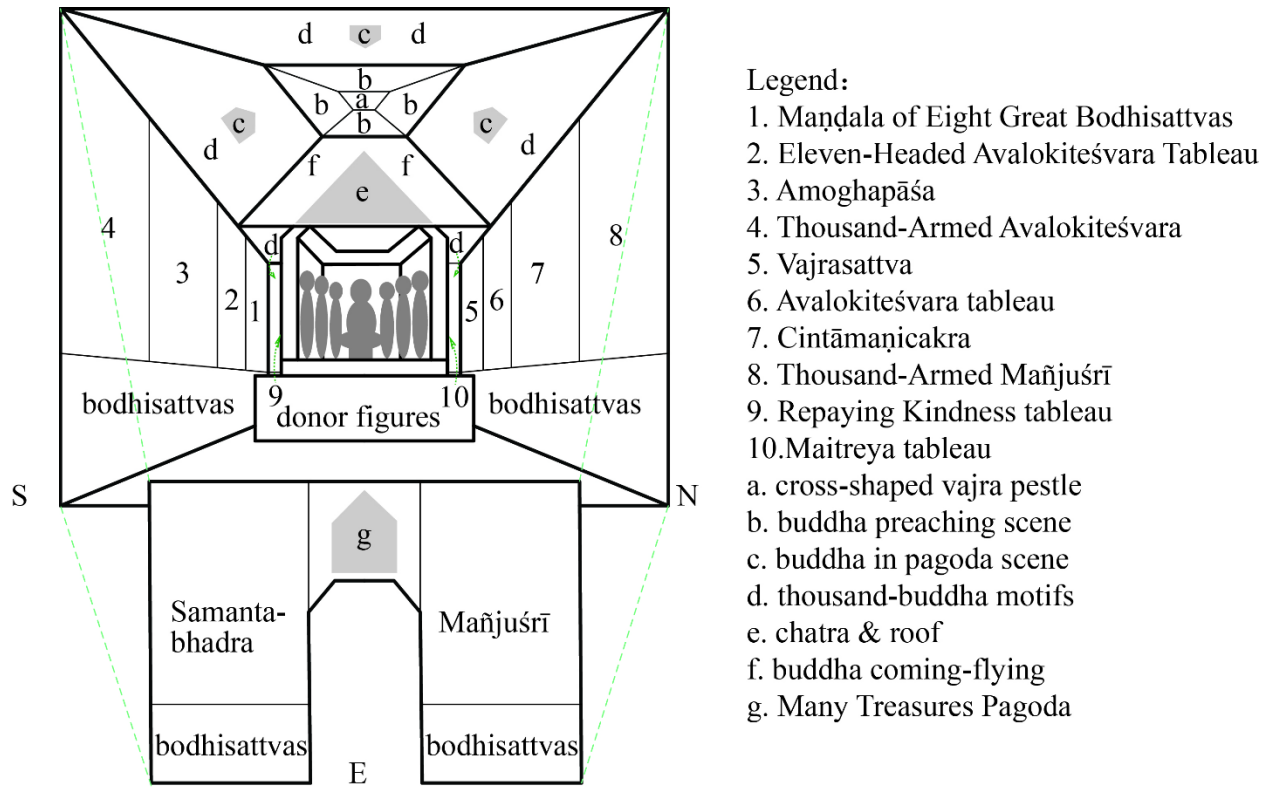 d c d
b
b a b
b
c c
d d
f f
e
4 8
3 7
d d
2 6
1 5
bodhisattvas 9 donor figures 10 bodhisattvas
S N
g
Samanta-
bhadra
Mañjuśrī
bodhisattvas bodhisattvas
E
Legend:
1. Maṇḍala of Eight Great Bodhisattvas
2. Eleven-Headed Avalokiteśvara Tableau
3. Amoghapāśa
4. Thousand-Armed Avalokiteśvara
5. Vajrasattva
6. Avalokiteśvara tableau
7. Cintāmaṇicakra
8. Thousand-Armed Mañjuśrī
9. Repaying Kindness tableau
10.Maitreya tableau
a. cross-shaped vajra pestle
b. buddha preaching scene
c. buddha in pagoda scene
d. thousand-buddha motifs
e. chatra & roof
f. buddha coming-flying
g. Many Treasures Pagoda